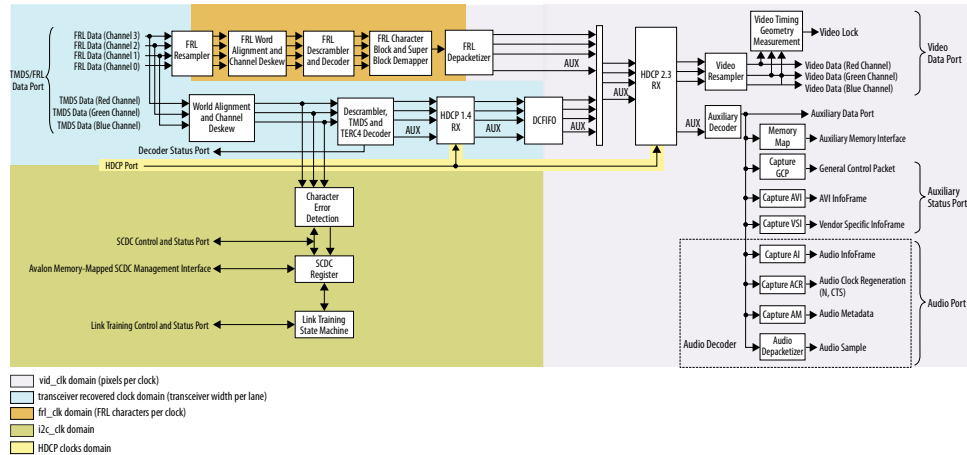 TMDS/FRL
Data Port
FRL Data (Channel 3)
FRL Data (Channel 2)
FRL Data (Channel 1)
FRL Data (Channel 0)
FRL
Resampler
FRL Word
Alignment and
Channel Deskew
FRL
Descrambler
and Decoder
FRL Character
Block and Super
Block Demapper
FRL
Depacketizer
AUX
TMDS Data (Red Channel)
TMDS Data (Green Channel)
TMDS Data (Blue Channel)
World Alignment
and Channel
Deskew
Descrambler,
TMDS and
TERC4 Decoder
AUX
HDCP 1.4
RX
AUX
DCFIFO
AUX
AUX
HDCP 2.3
RX
AUX
Video
Resampler
Video Timing
Geometry
Measurement
Video Lock
Video Data (Red Channel)
Video Data (Green Channel)
Video Data (Blue Channel)
Video
Data Port
Decoder Status Port
HDCP Port
Auxiliary
Decoder
Auxiliary Data Port
Memory
Map
Auxiliary Memory Interface
Capture
GCP
General Control Packet
Capture AVI
AVI InfoFrame
Capture VSI
Vendor Specific InfoFrame
Auxiliary
Status Port
Character
Error
Detection
SCDC Control and Status Port
Avalon Memory-Mapped SCDC Management Interface
SCDC
Register
Link Training Control and Status Port
Link Training
State Machine
Capture AI
Audio InfoFrame
Capture ACR
Audio Clock Regeneration
(N, CTS)
Capture AM
Audio Metadata
Audio Decoder
Audio
Depacketizer
Audio Sample
Audio Port
vid_clk domain (pixels per clock)
transceiver recovered clock domain (transceiver width per lane)
frl_clk domain (FRL characters per clock)
i2c_clk domain
HDCP clocks domain